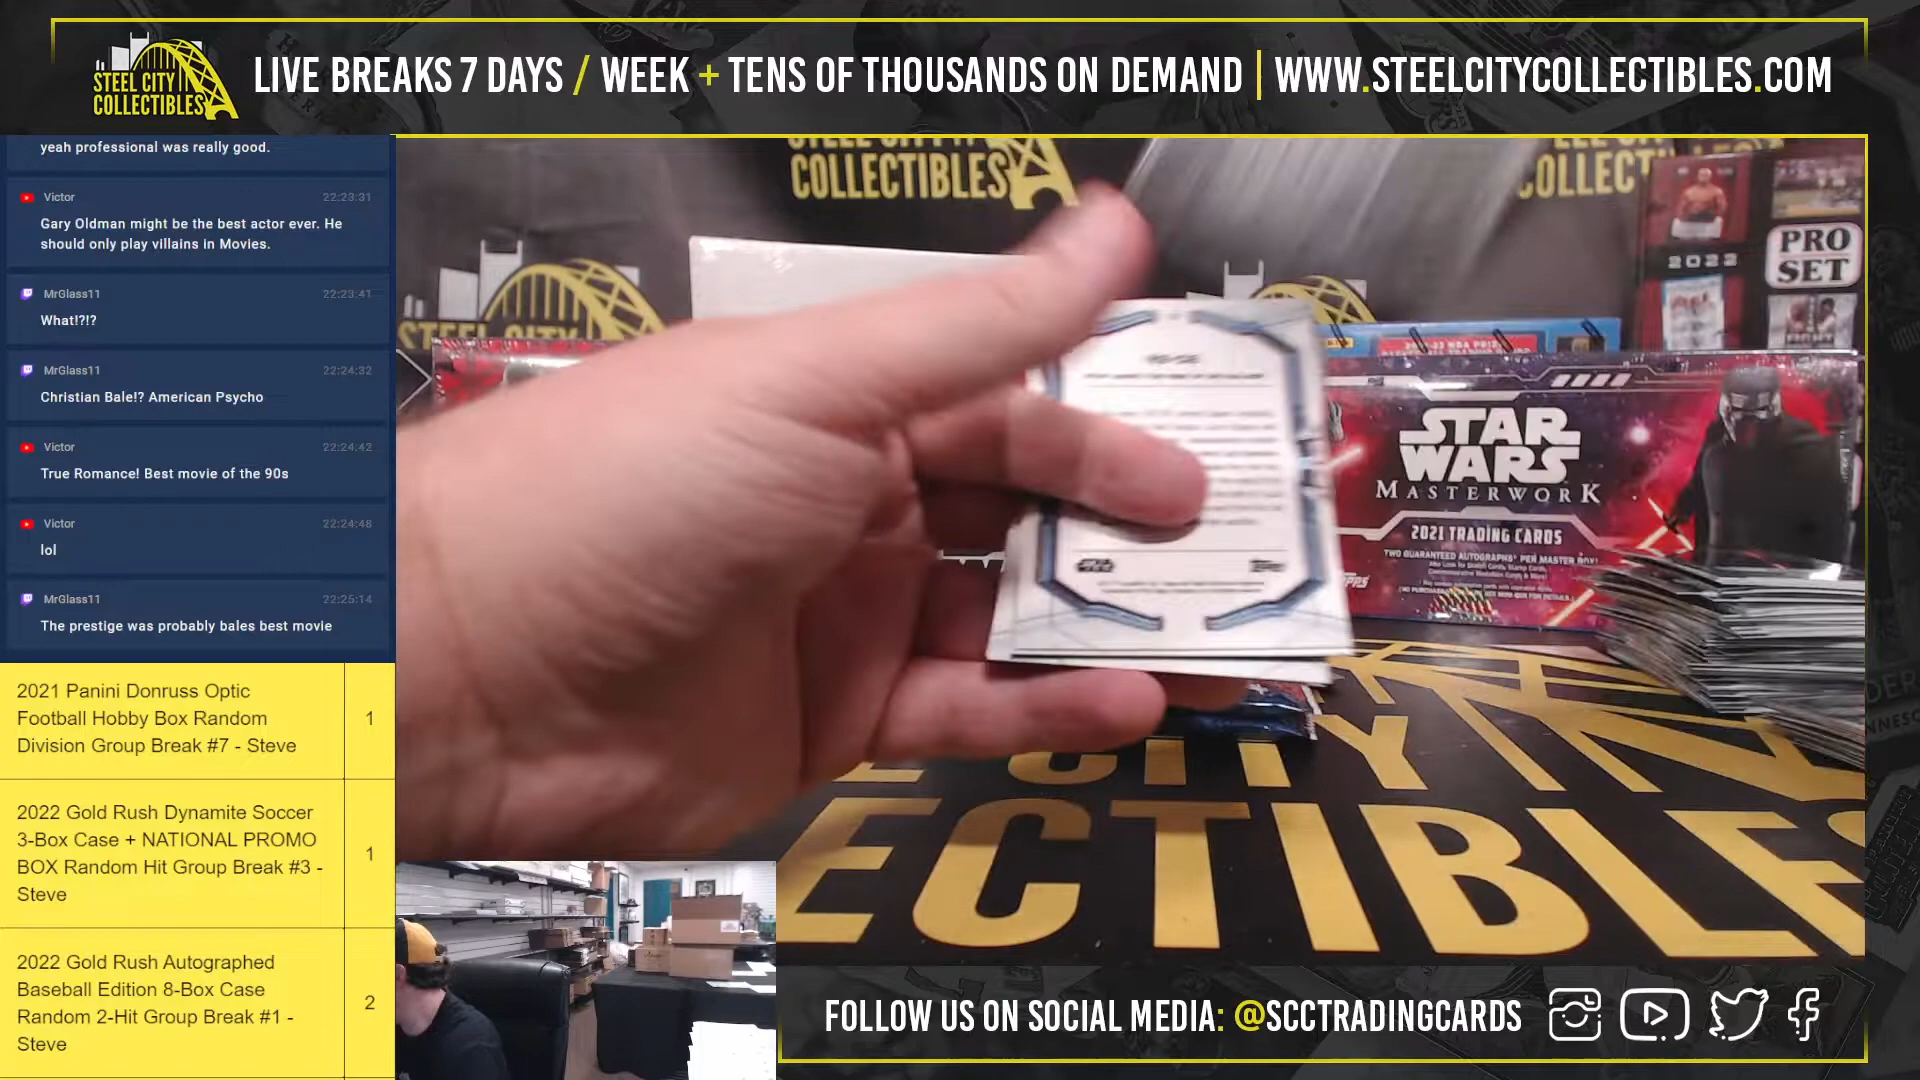 STEEL CITY
COLLECTIBLES
LIVE BREAKS 7 DAYS / WEEK + TENS OF THOUSANDS ON DEMAND | WWW.STEELCITYCOLLECTIBLES.COM
yeah professional was really good.
Victor 22:23:31
Gary Oldman might be the best actor ever. He
should only play villains in Movies.
MrGlass11 22:23:41
What!?!?
MrGlass11 22:24:32
Christian Bale!? American Psycho
Victor 22:24:42
True Romance! Best movie of the 90s
Victor 22:24:48
lol
MrGlass11 22:25:14
The prestige was probably bales best movie
2021 Panini Donruss Optic
Football Hobby Box Random
Division Group Break #7 - Steve
1
2022 Gold Rush Dynamite Soccer
3-Box Case + NATIONAL PROMO
BOX Random Hit Group Break #3 -
Steve
1
2022 Gold Rush Autographed
Baseball Edition 8-Box Case
Random 2-Hit Group Break #1 -
Steve
2
COLLECTIBLES
OLLECTI
STEEL CITY
2022
PRO
SET
STAR
WARS
MASTERWORK
2021 TRADING CARDS
TWO GUARANTEED AUTOGRAPHS* PER MASTER BOX!
CITY
ECTIBLES
FOLLOW US ON SOCIAL MEDIA: @SCCTRADINGCARDS